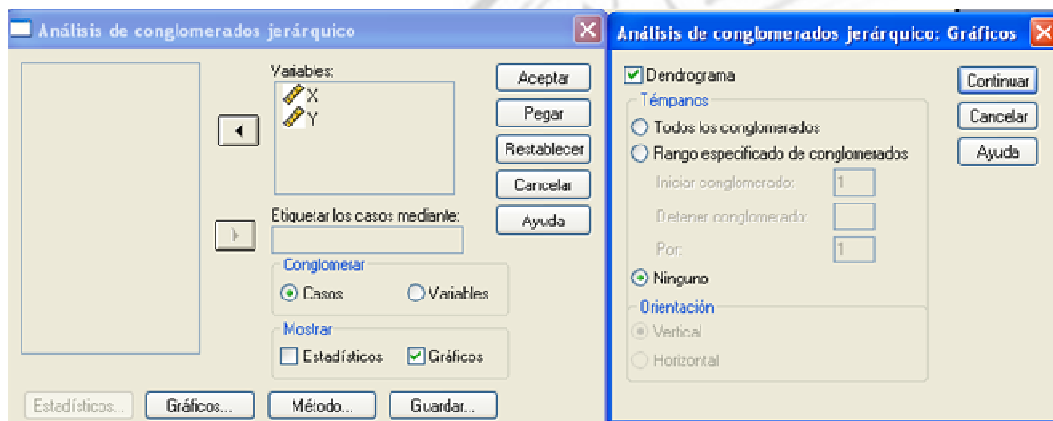 Análisis de conglomerados jerárquico
Variables:
X
Y
Aceptar
Pegar
Restablecer
Cancelar
Ayuda
Etiquetar los casos mediante:
Conglomerar
Casos
Variables
Mostrar
Estadísticos
Gráficos
Estadísticos...
Gráficos...
Método...
Guardar...
Análisis de conglomerados jerárquico: Gráficos
Dendrograma
Continuar
Cancelar
Ayuda
Témpanos
Todos los conglomerados
Rango especificado de conglomerados
Iniciar conglomerado: 1
Detener conglomerado:
Por: 1
Ninguno
Orientación
Vertical
Horizontal